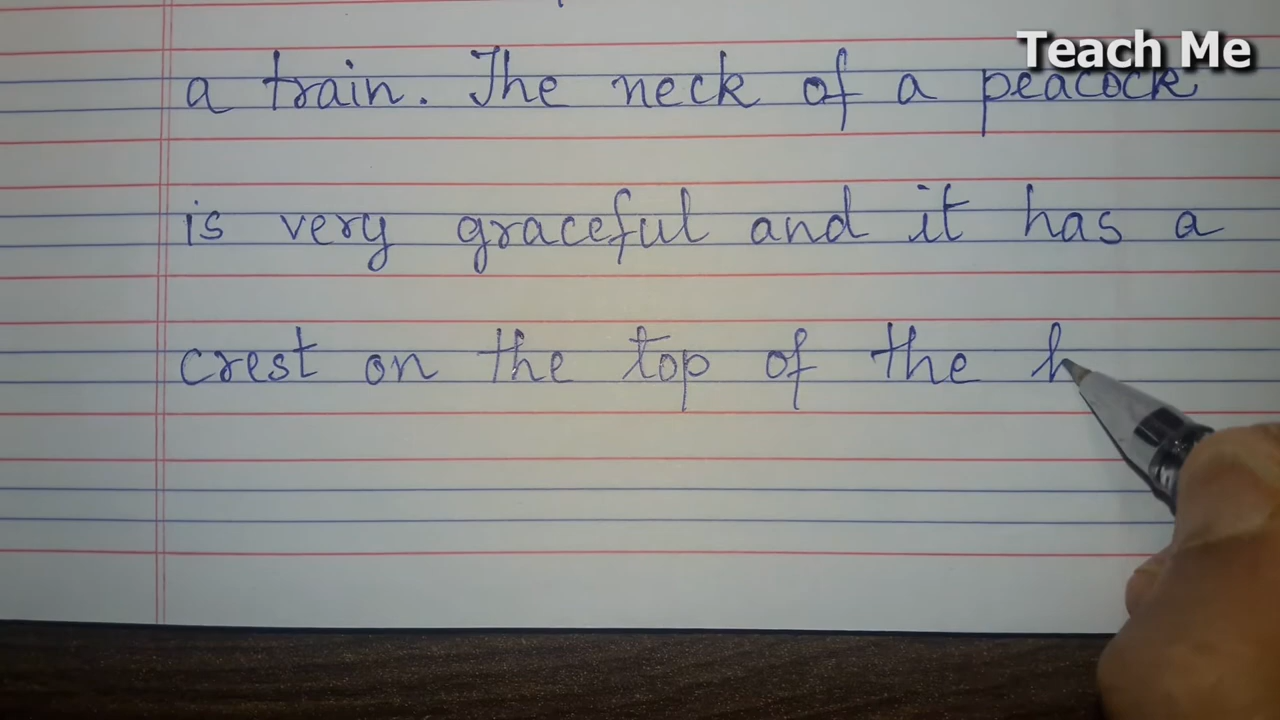 Teach Me
a train. The neck of a peacock
is very graceful and it has a
crest on the top of the h